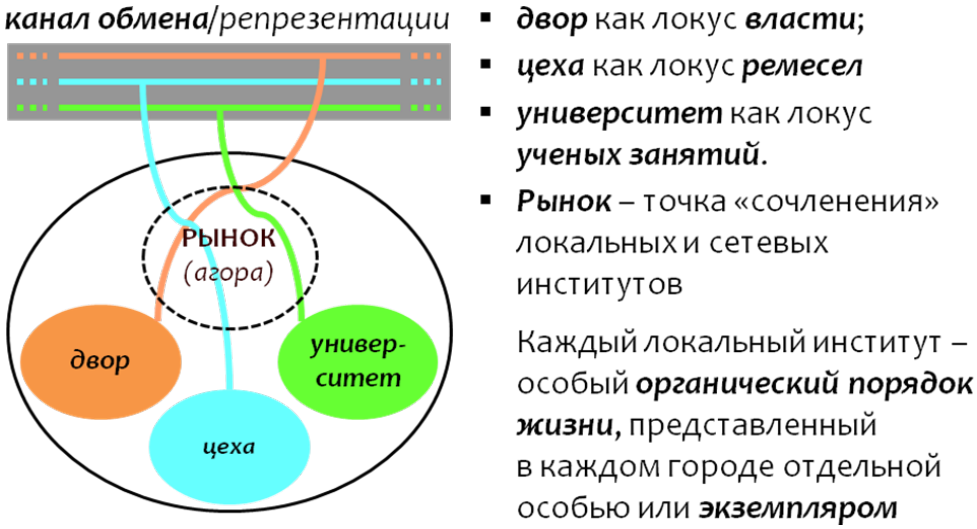 канал обмена/репрезентации
РЫНОК
(агора)
двор
универ-
ситет
цеха
▪ двор как локус власти;
▪ цеха как локус ремесел
▪ университет как локус
ученых занятий.
▪ Рынок – точка «сочленения»
локальных и сетевых
институтов
Каждый локальный институт –
особый органический порядок
жизни, представленный
в каждом городе отдельной
особью или экземпляром